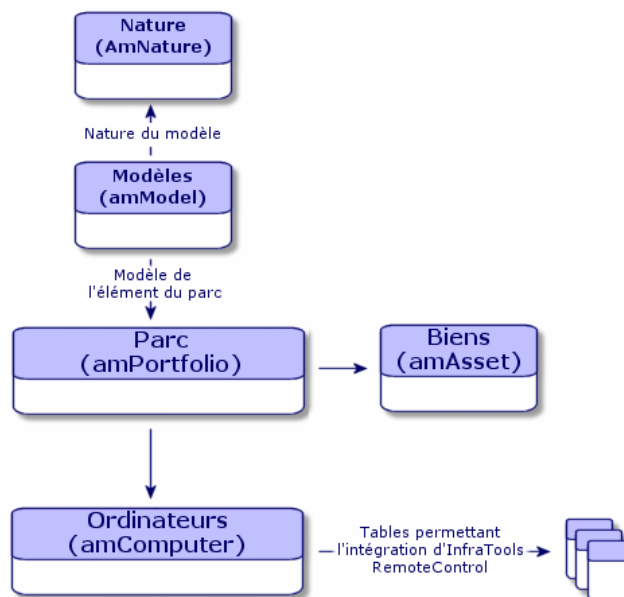 Nature
(AmNature)
Nature du modèle
Modèles
(amModel)
Modèle de
l'élément du parc
Parc
(amPortfolio)
Biens
(amAsset)
Ordinateurs
(amComputer)
Tables permettant
l'intégration d'InfraTools
RemoteControl